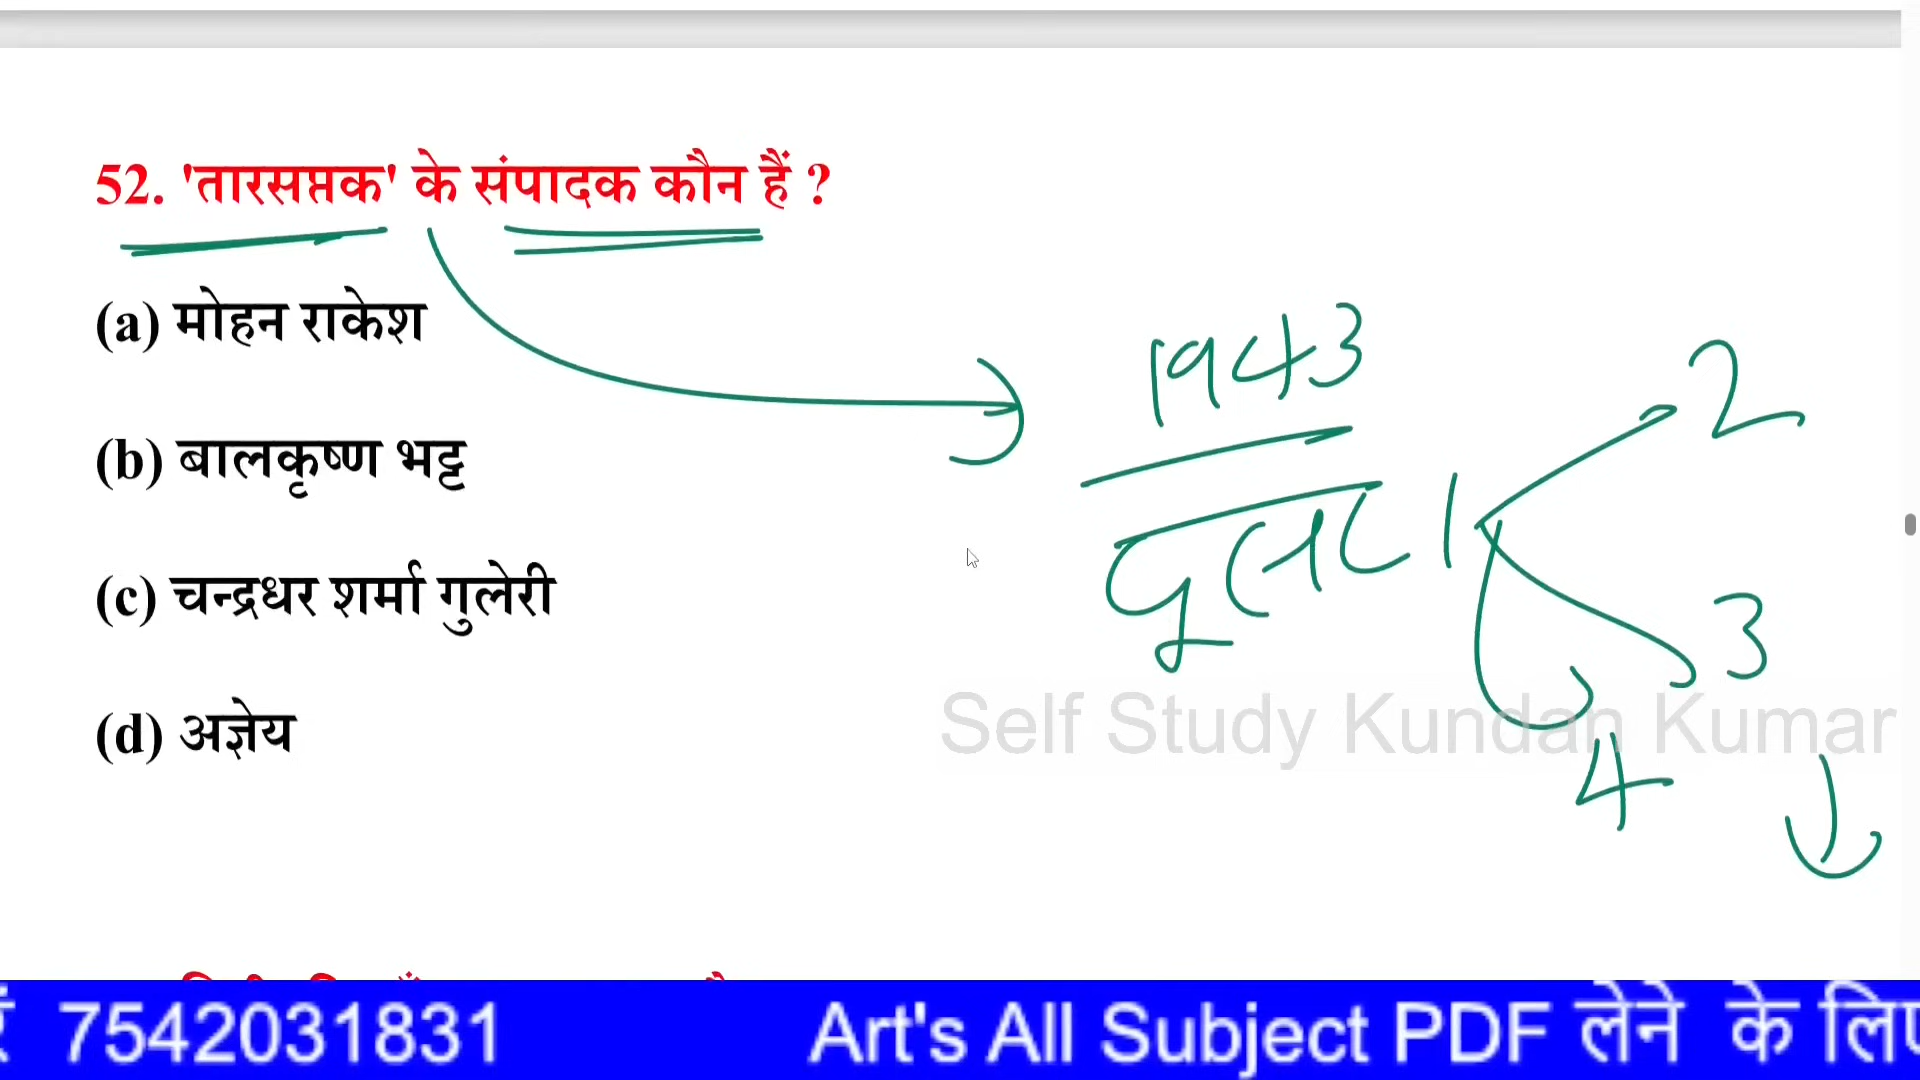 52. 'तारसप्तक' के संपादक कौन हैं ?
(a) मोहन राकेश
1943
2
(b) बालकृष्ण भट्ट
(c) चन्द्रधर शर्मा गुलेरी
3
Self Study Kundan Kumar
(d) अज्ञेय
4
7542031831 Art's All Subject PDF लेने के